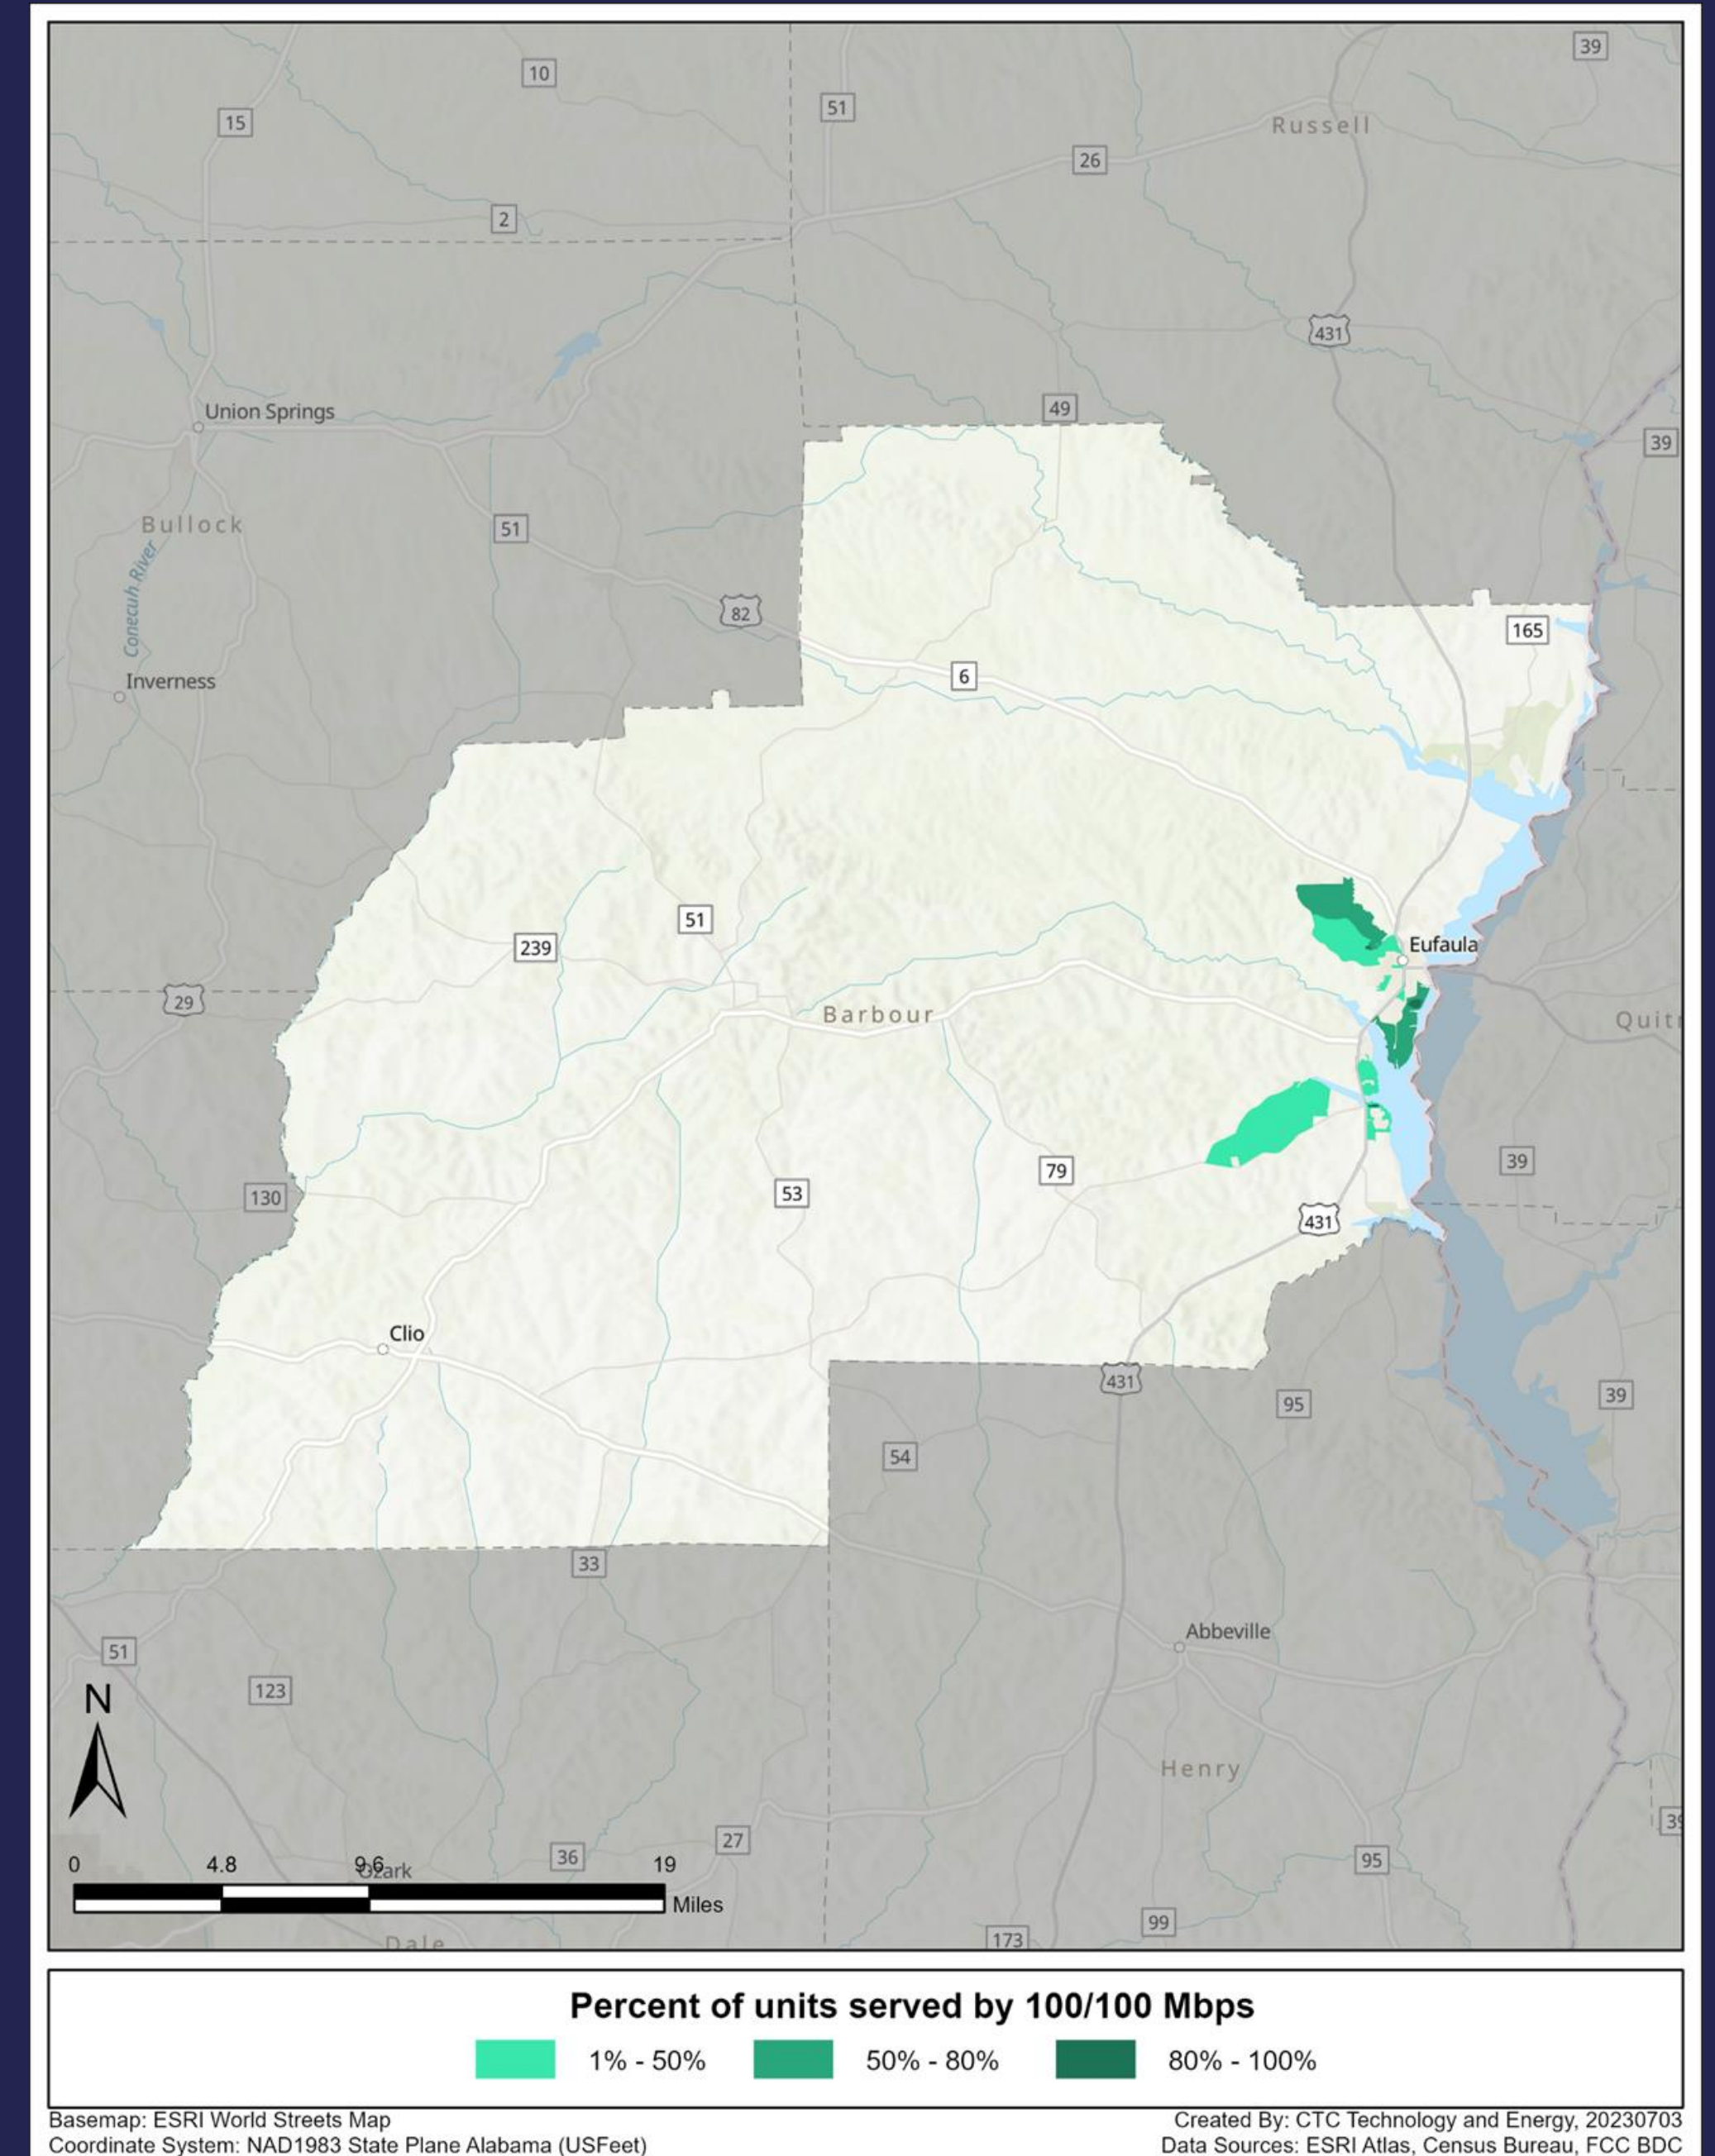 39
10
51
15
Russell
26
2
431
49
Union Springs
39
Bullock
51
Conecuh River
82
165
6
Inverness
51
239
Eufaula
29
Barbour
39
79
53
130
431
Clio
431
95
39
54
33
Abbeville
51
123
N
Henry
27
36
95
0 4.8 9.6 19
Miles
99
173
Percent of units served by 100/100 Mbps
1% - 50% 50% - 80% 80% - 100%
Basemap: ESRI World Streets Map
Coordinate System: NAD1983 State Plane Alabama (USFeet)
Created By: CTC Technology and Energy, 20230703
Data Sources: ESRI Atlas, Census Bureau, FCC BDC